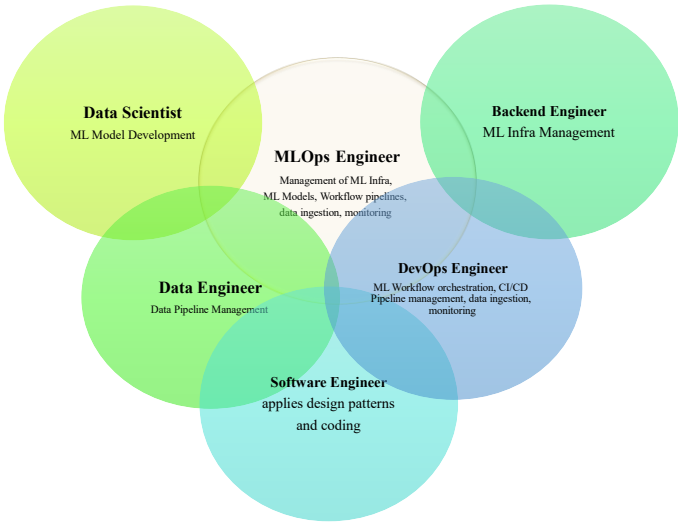 Data Scientist
ML Model Development
Backend Engineer
ML Infra Management
MLOps Engineer
Management of ML Infra,
ML Models, Workflow pipelines,
data ingestion, monitoring
Data Engineer
Data Pipeline Management
DevOps Engineer
ML Workflow orchestration, CI/CD
Pipeline management, data ingestion,
monitoring
Software Engineer
applies design patterns
and coding